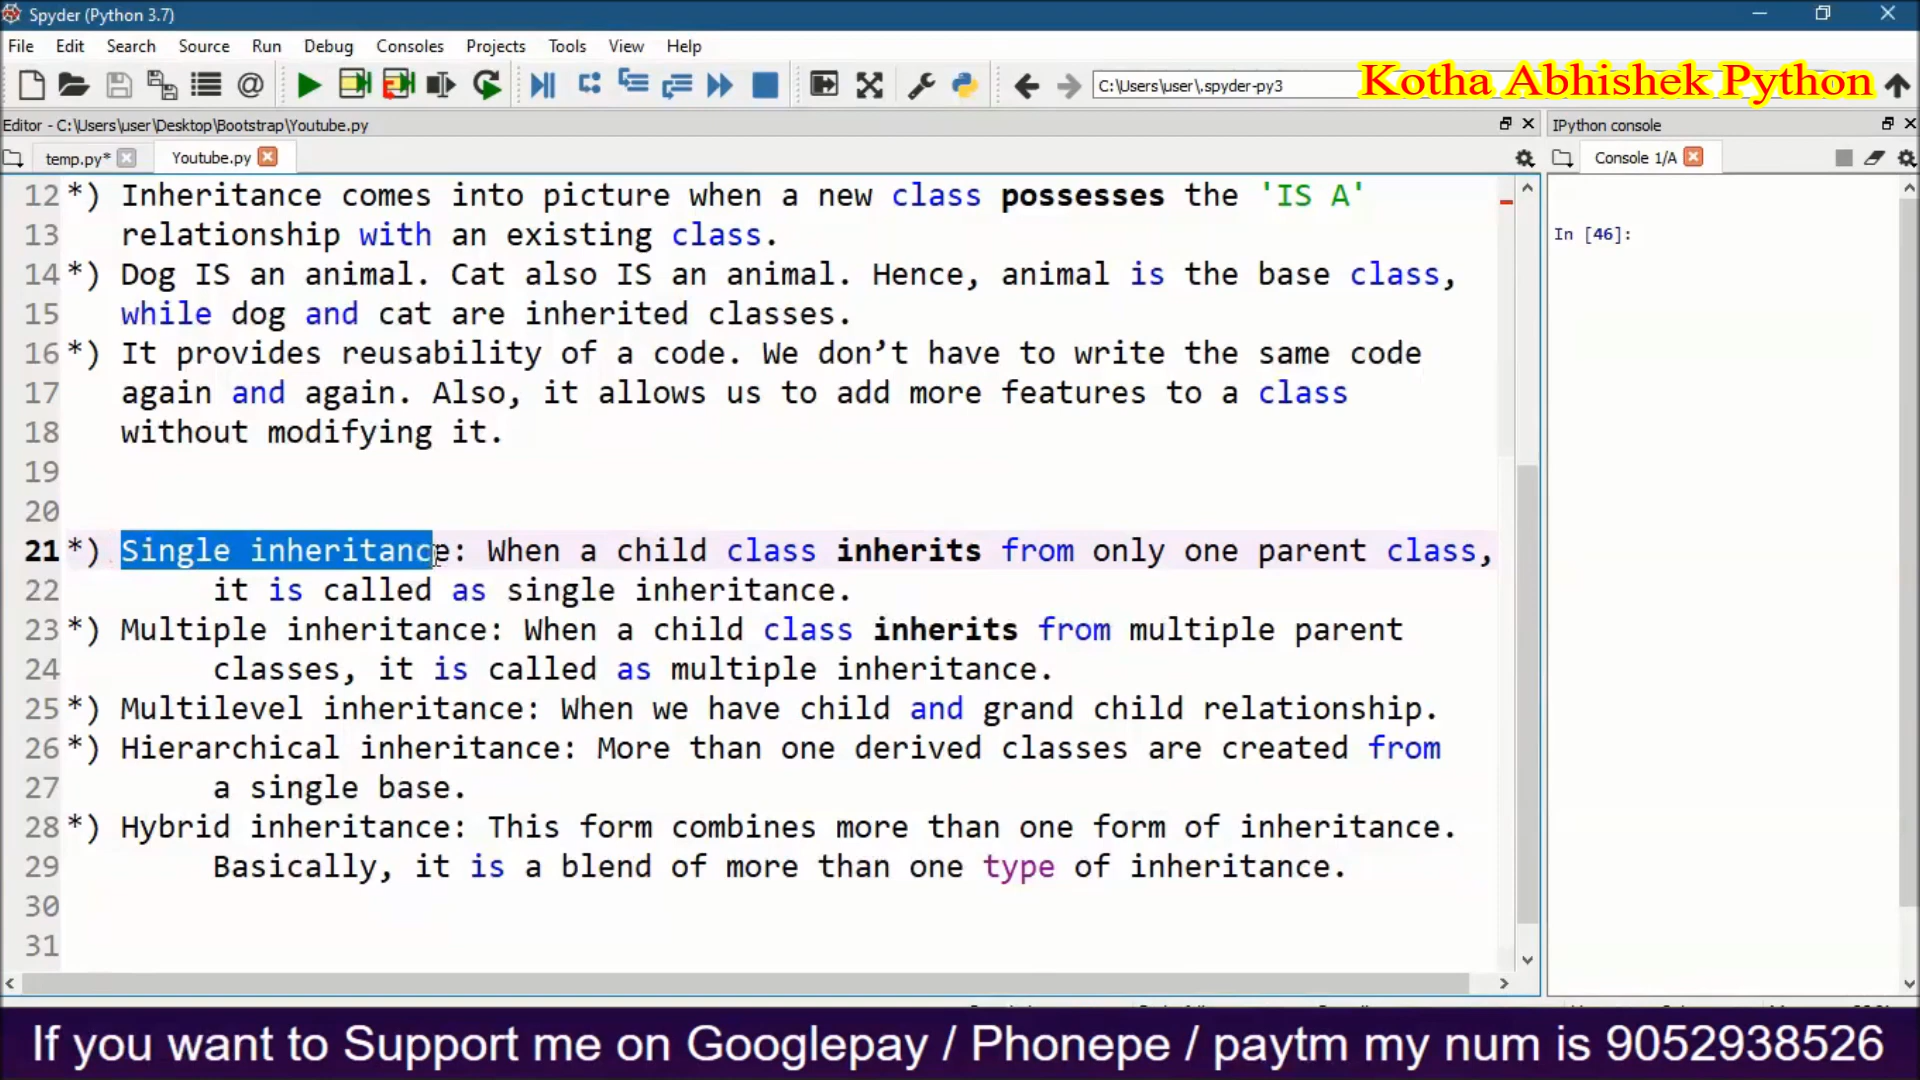 Spyder (Python 3.7)
File Edit Search Source Run Debug Consoles Projects Tools View Help
C:\Users\user\.spyder-py3
Kotha Abhishek Python
Editor - C:\Users\user\Desktop\Bootstrap\Youtube.py
IPython console
temp.py* Youtube.py
Console 1/A
12 *) Inheritance comes into picture when a new class possesses the 'IS A'
13 relationship with an existing class.
14 *) Dog IS an animal. Cat also IS an animal. Hence, animal is the base class,
15 while dog and cat are inherited classes.
16 *) It provides reusability of a code. We don’t have to write the same code
17 again and again. Also, it allows us to add more features to a class
18 without modifying it.
19
20
21 *) Single inheritance: When a child class inherits from only one parent class,
22 it is called as single inheritance.
23 *) Multiple inheritance: When a child class inherits from multiple parent
24 classes, it is called as multiple inheritance.
25 *) Multilevel inheritance: When we have child and grand child relationship.
26 *) Hierarchical inheritance: More than one derived classes are created from
27 a single base.
28 *) Hybrid inheritance: This form combines more than one form of inheritance.
29 Basically, it is a blend of more than one type of inheritance.
30
31
In [46]:
If you want to Support me on Googlepay / Phonepe / paytm my num is 9052938526